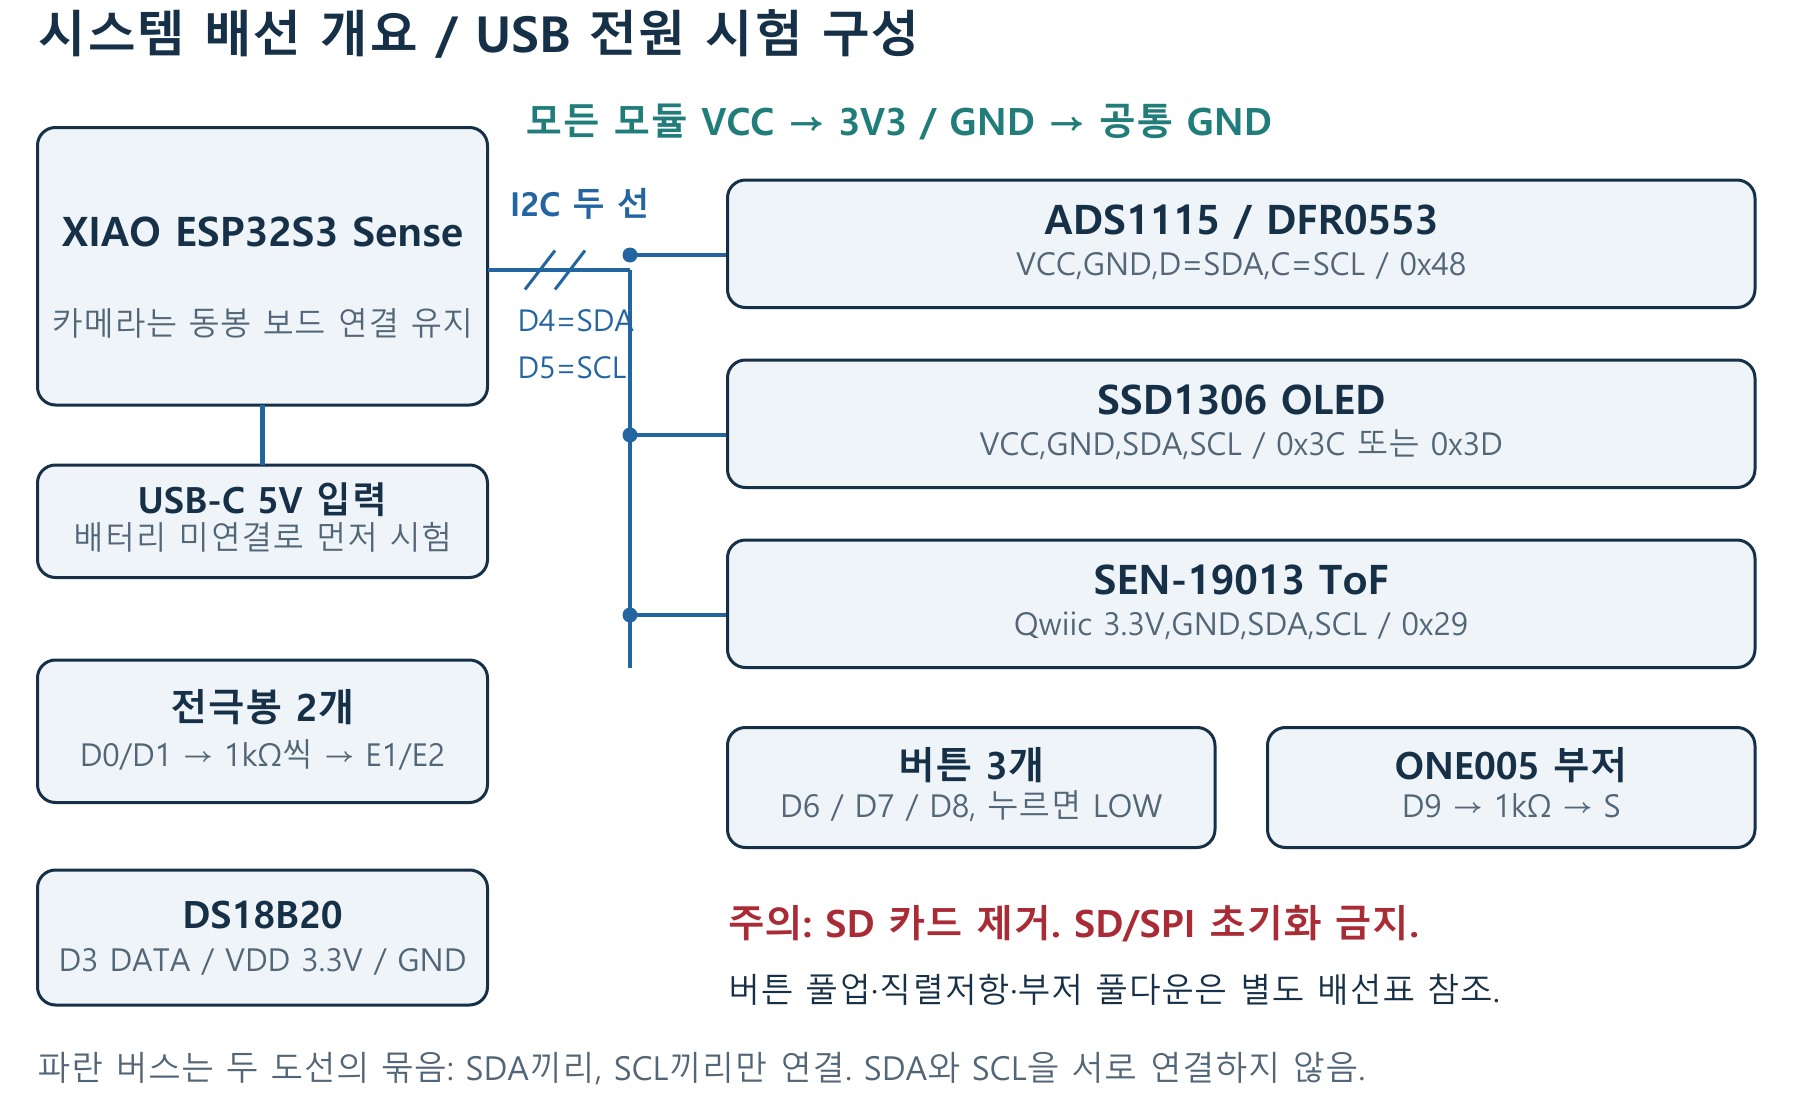 시스템 배선 개요 / USB 전원 시험 구성
모든 모듈 VCC → 3V3 / GND → 공통 GND
XIAO ESP32S3 Sense
카메라는 동봉 보드 연결 유지
I2C 두 선
D4=SDA
D5=SCL
ADS1115 / DFR0553
VCC,GND,D=SDA,C=SCL / 0x48
SSD1306 OLED
VCC,GND,SDA,SCL / 0x3C 또는 0x3D
USB-C 5V 입력
배터리 미연결로 먼저 시험
SEN-19013 ToF
Qwiic 3.3V,GND,SDA,SCL / 0x29
전극봉 2개
D0/D1 → 1kΩ씩 → E1/E2
버튼 3개
D6 / D7 / D8, 누르면 LOW
ONE005 부저
D9 → 1kΩ → S
DS18B20
D3 DATA / VDD 3.3V / GND
주의: SD 카드 제거. SD/SPI 초기화 금지.
버튼 풀업·직렬저항·부저 풀다운은 별도 배선표 참조.
파란 버스는 두 도선의 묶음: SDA끼리, SCL끼리만 연결. SDA와 SCL을 서로 연결하지 않음.